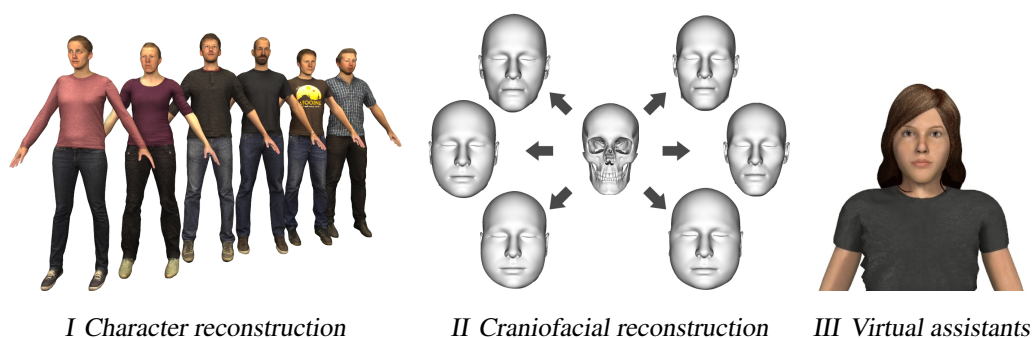 I Character reconstruction
II Craniofacial reconstruction
III Virtual assistants